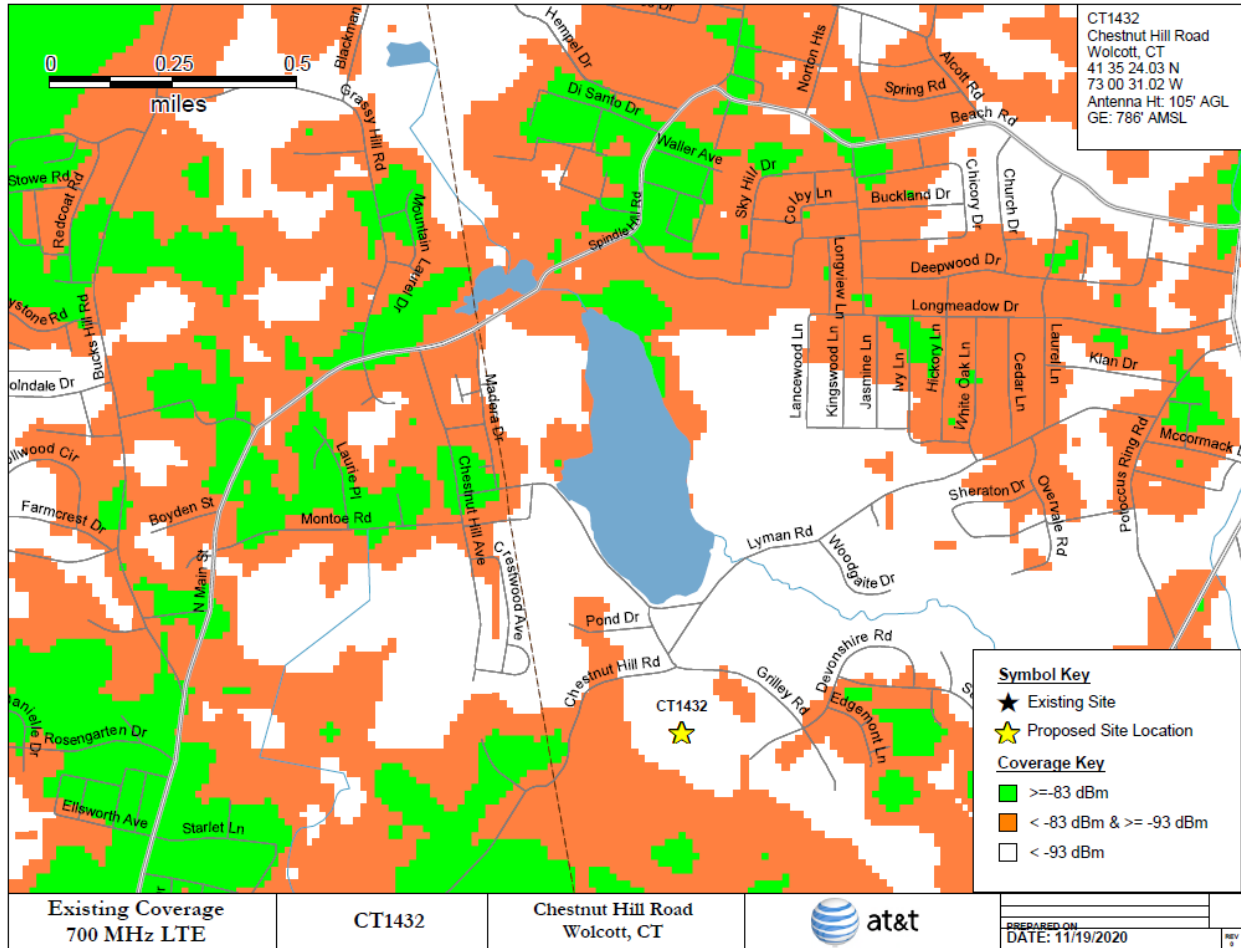 CT1432
Chestnut Hill Road
Wolcott, CT
41 35 24.03 N
73 00 31.02 W
Antenna Ht: 105' AGL
GE: 786' AMSL
0 0.25 0.5
miles
Blackman
Hempel Dr
Norton Hts
Alcott Rd
Spring Rd
Beach Rd
Grassy Hill Rd
Di Santo Dr
Waller Ave
Stowe Rd
Redcoat Rd
Mountain Laurel Dr
Sky Hill Dr
Colby Ln
Buckland Dr
Chicory Dr
Church Dr
Spindle Hill Rd
Longview Ln
Deepwood Dr
Longmeadow Dr
ystone Rd
Bucks Hill Rd
olndale Dr
Madera Dr
Lancewood Ln
Kingswood Ln
Jasmine Ln
Ivy Ln
Hickory Ln
White Oak Ln
Cedar Ln
Laurel Ln
Klan Dr
Potoccus Ring Rd
Mccormack L
ollwood Cir
Farmcrest Dr
Boyden St
Laurie Pl
Montoe Rd
Chestnut Hill Ave
Sheraton Dr
Overvale Rd
N Main St
Crestwood Ave
Lyman Rd
Woodgaite Dr
Pond Dr
Chestnut Hill Rd
Grilley Rd
Devonshire Rd
Edgemont Ln
CT1432
anielle Dr
Rosengarten Dr
Ellsworth Ave
Starlet Ln
Symbol Key
Existing Site
Proposed Site Location
Coverage Key
>=-83 dBm
< -83 dBm & >= -93 dBm
< -93 dBm
Existing Coverage
700 MHz LTE
CT1432
Chestnut Hill Road
Wolcott, CT
at&t
PREPARED ON
DATE: 11/19/2020
REV
0